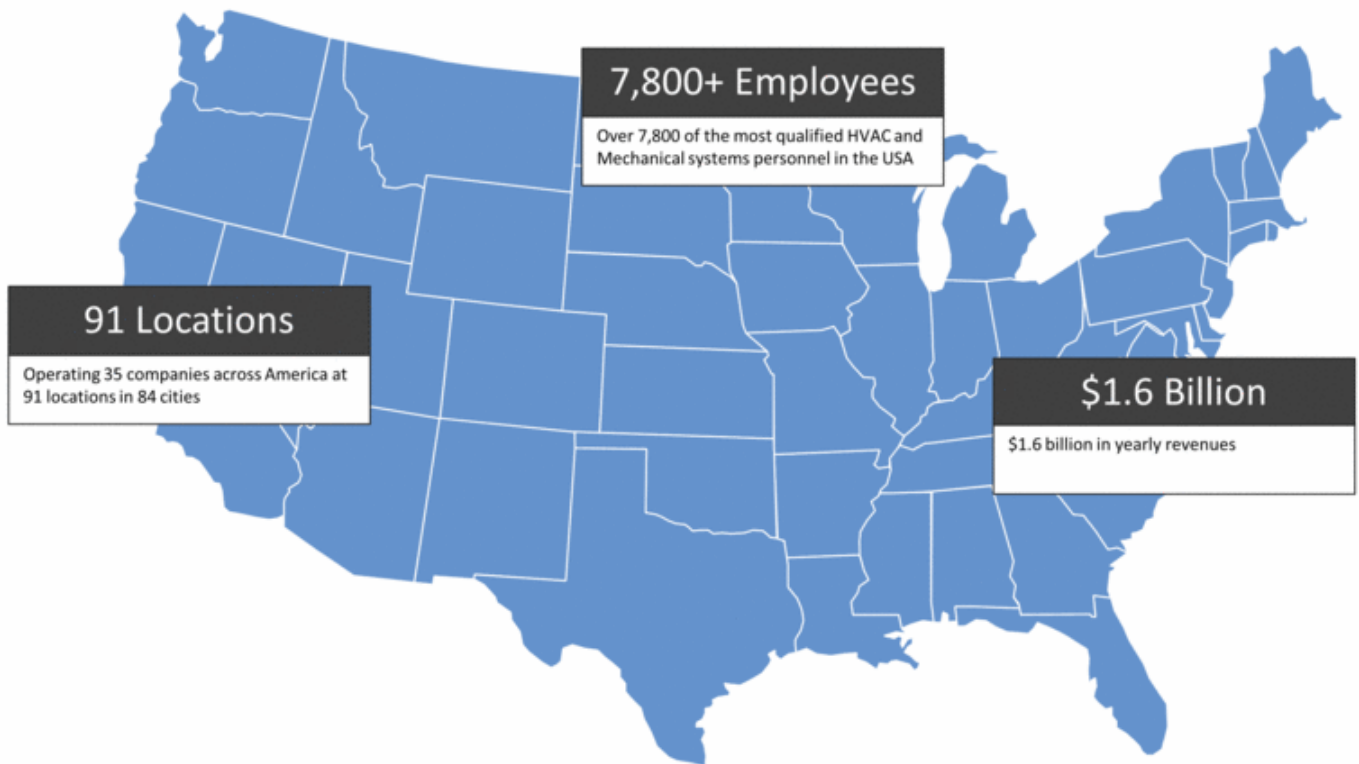 7,800+ Employees
Over 7,800 of the most qualified HVAC and
Mechanical systems personnel in the USA
91 Locations
Operating 35 companies across America at
91 locations in 84 cities
$1.6 Billion
$1.6 billion in yearly revenues